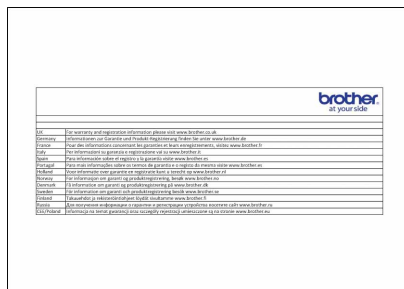 brother
at your side
UK For warranty and registration information please visit www.brother.co.uk
Germany Informationen zur Garantie und Produkt-Registrierung finden Sie unter www.brother.de
France Pour des informations concernant les garanties et leurs enregistrements, visitez www.brother.fr
Italy Per informazioni su garanzia e registrazione vai su www.brother.it
Spain Para información sobre el registro y la garantía visite www.brother.es
Portugal Para mais informações sobre os termos de garantia e o registo do mesmo visite www.brother.es
Holland Voor informatie over garantie en registratie kunt u terecht op www.brother.nl
Norway For informasjon om garanti og produktregistrering, besøk www.brother.no
Denmark Få information om garanti og produktregistrering på www.brother.dk
Sweden För information om garanti och produktregistrering besök www.brother.se
Finland Takuuehdot ja rekisteröintiohjeet löydät sivuiltamme www.brother.fi
Russia Для получения информации о гарантии и регистрации устройства посетите сайт www.brother.ru
CEE/Poland Informacja na temat gwarancji oraz szczegóły rejestracji umieszczone są na stronie www.brother.eu